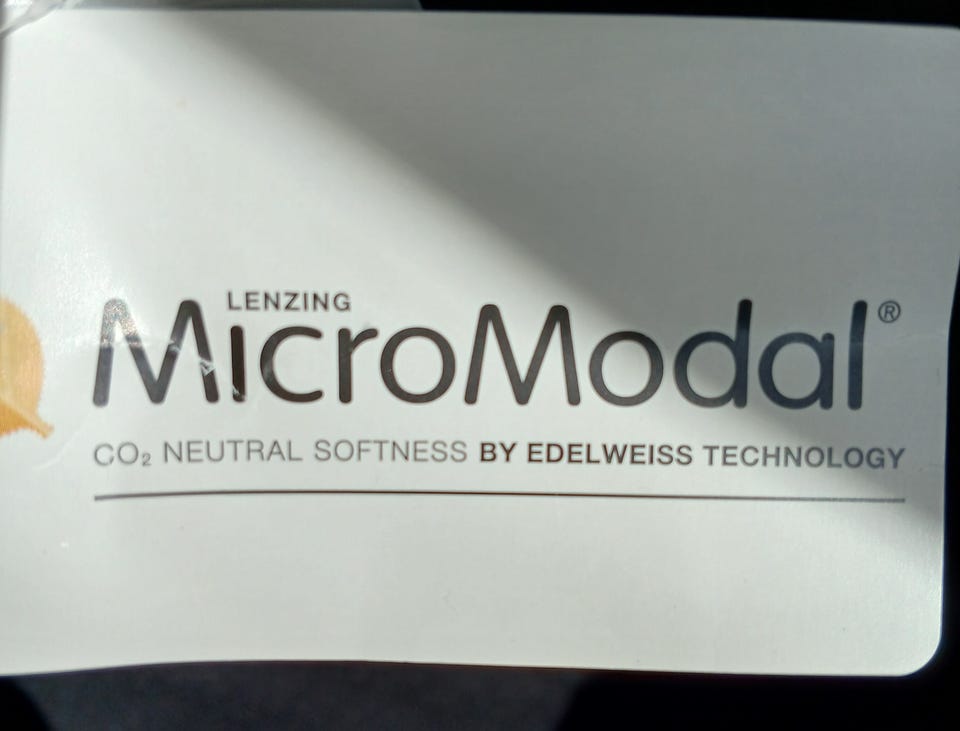 LENZING
MicroModal®
CO₂ NEUTRAL SOFTNESS BY EDELWEISS TECHNOLOGY